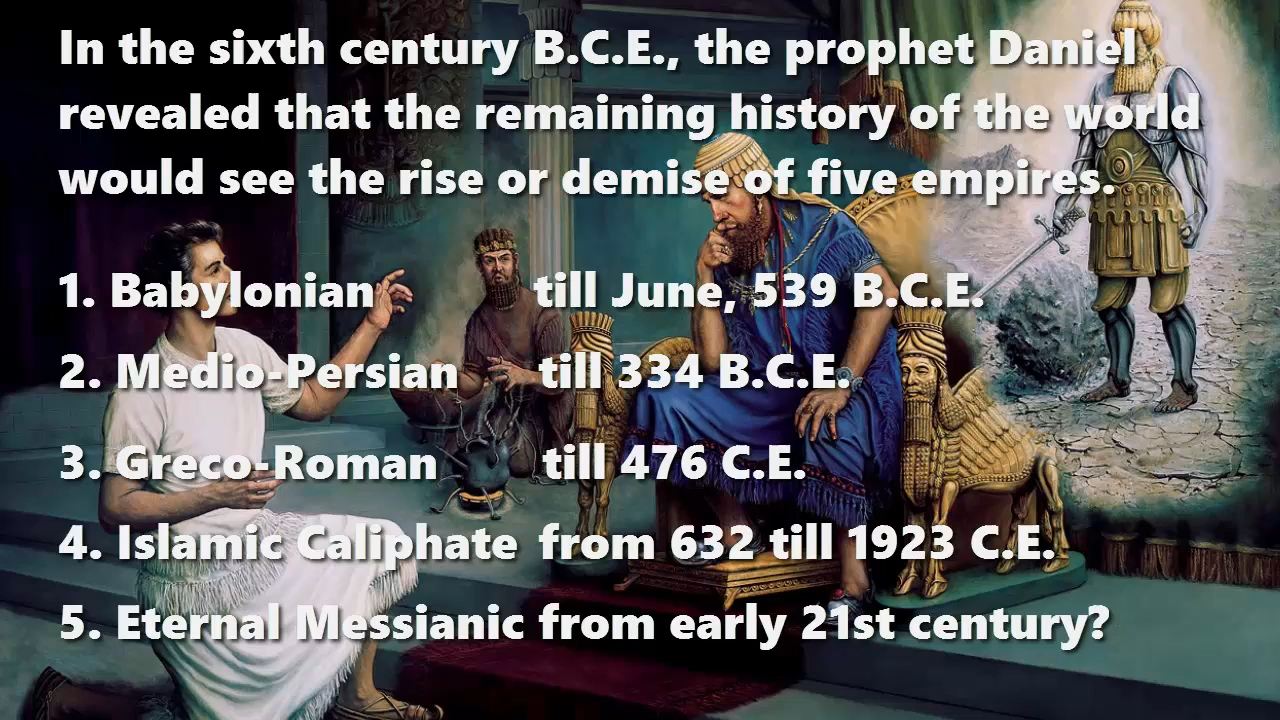 In the sixth century B.C.E., the prophet Daniel
revealed that the remaining history of the world
would see the rise or demise of five empires.
1. Babylonian till June, 539 B.C.E.
2. Medio-Persian till 334 B.C.E.
3. Greco-Roman till 476 C.E.
4. Islamic Caliphate from 632 till 1923 C.E.
5. Eternal Messianic from early 21st century?